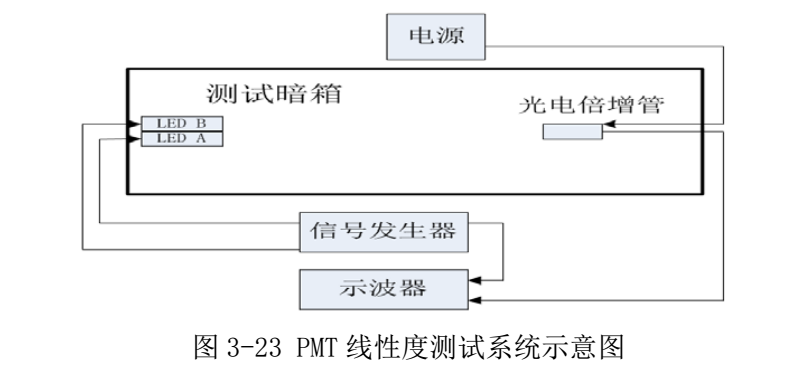 电源
测试暗箱
光电倍增管
LED B
LED A
信号发生器
示波器
图 3-23 PMT 线性度测试系统示意图